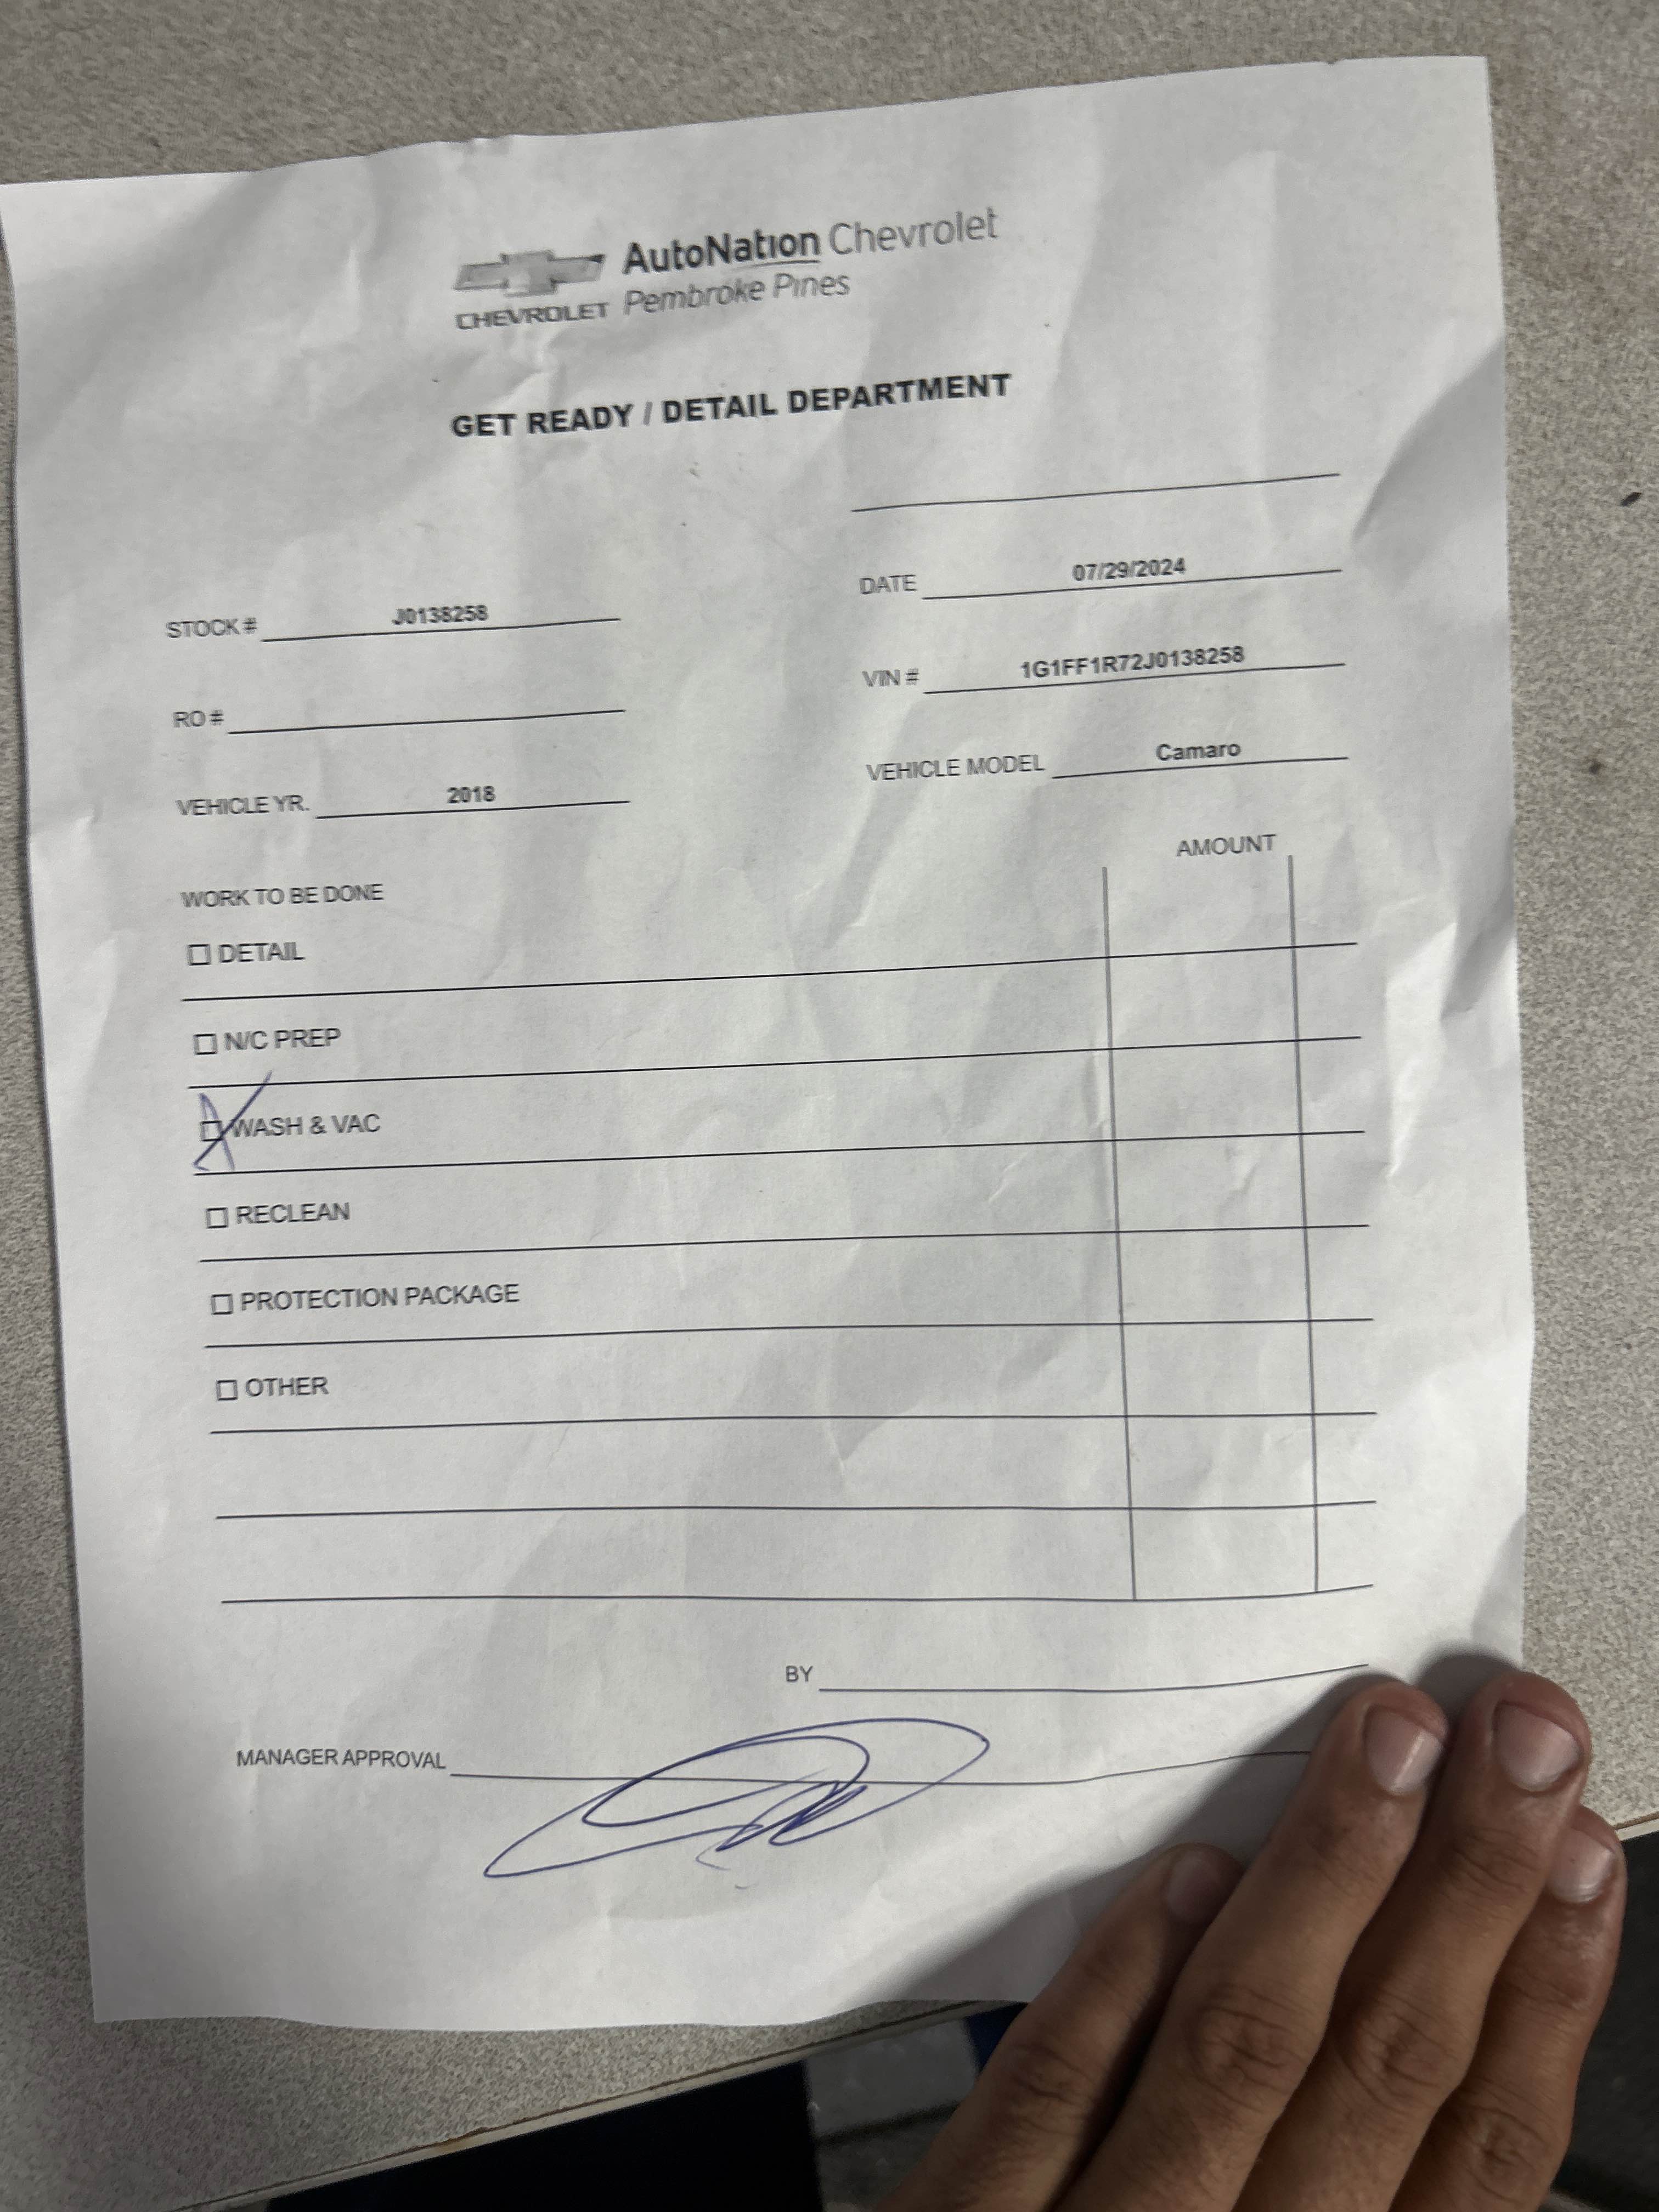 AutoNation Chevrolet
CHEVROLET Pembroke Pines
GET READY / DETAIL DEPARTMENT
DATE 07/29/2024
STOCK # J0138258
VIN # 1G1FF1R72J0138258
RO #
VEHICLE MODEL Camaro
VEHICLE YR. 2018
AMOUNT
WORK TO BE DONE
DETAIL
N/C PREP
WASH & VAC
RECLEAN
PROTECTION PACKAGE
OTHER
BY
MANAGER APPROVAL